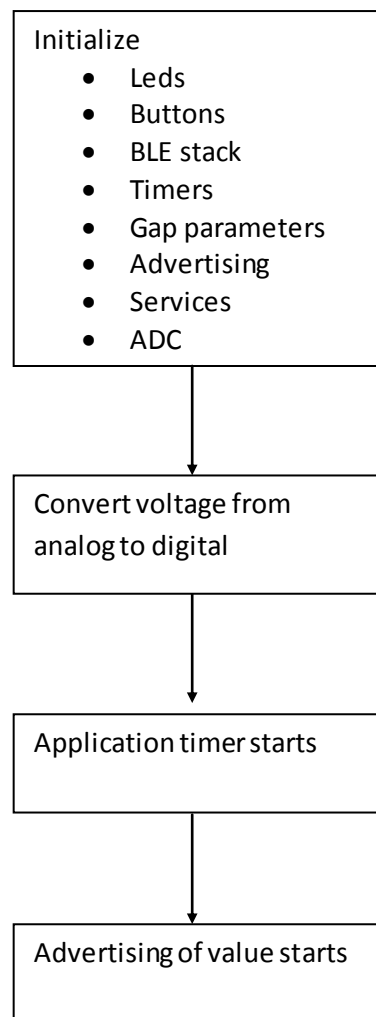 Initialize
• Leds
• Buttons
• BLE stack
• Timers
• Gap parameters
• Advertising
• Services
• ADC
Convert voltage from
analog to digital
Application timer starts
Advertising of value starts